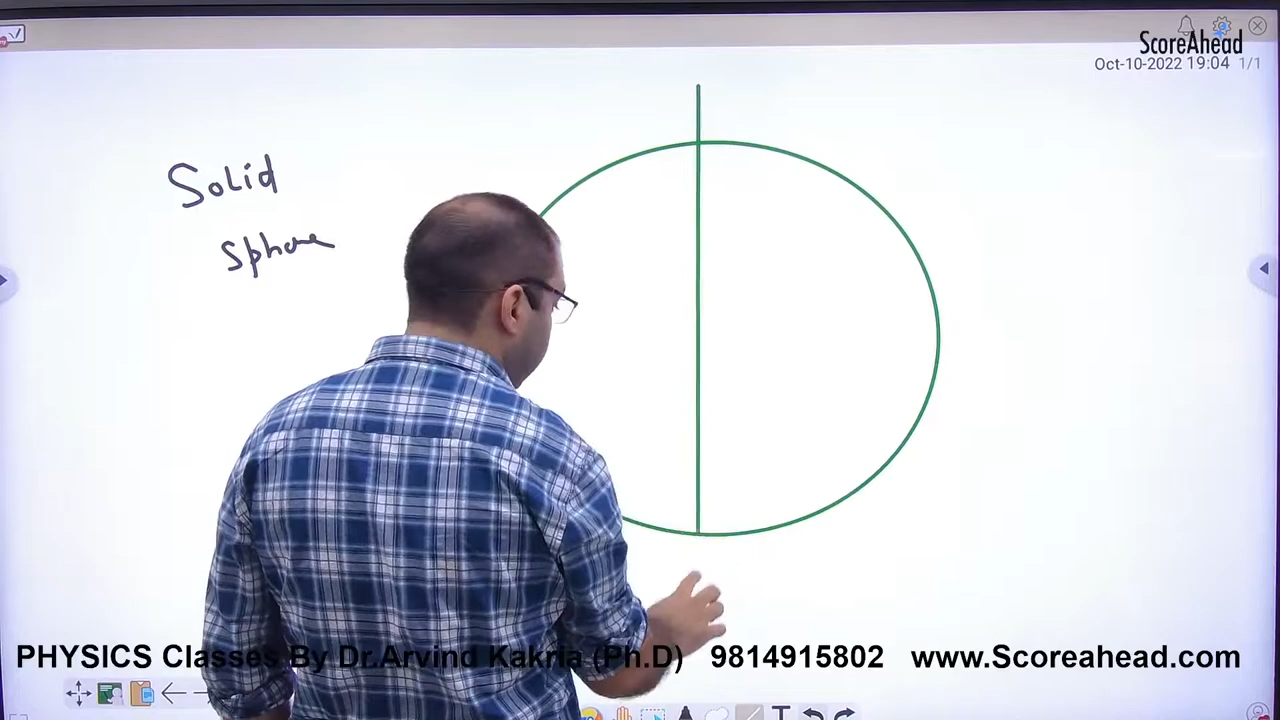 ScoreAhead
Oct-10-2022 19:04 1/1
Solid
Sphere
PHYSICS Classes By Dr.Arvind Kakria (Ph.D) 9814915802 www.Scoreahead.com